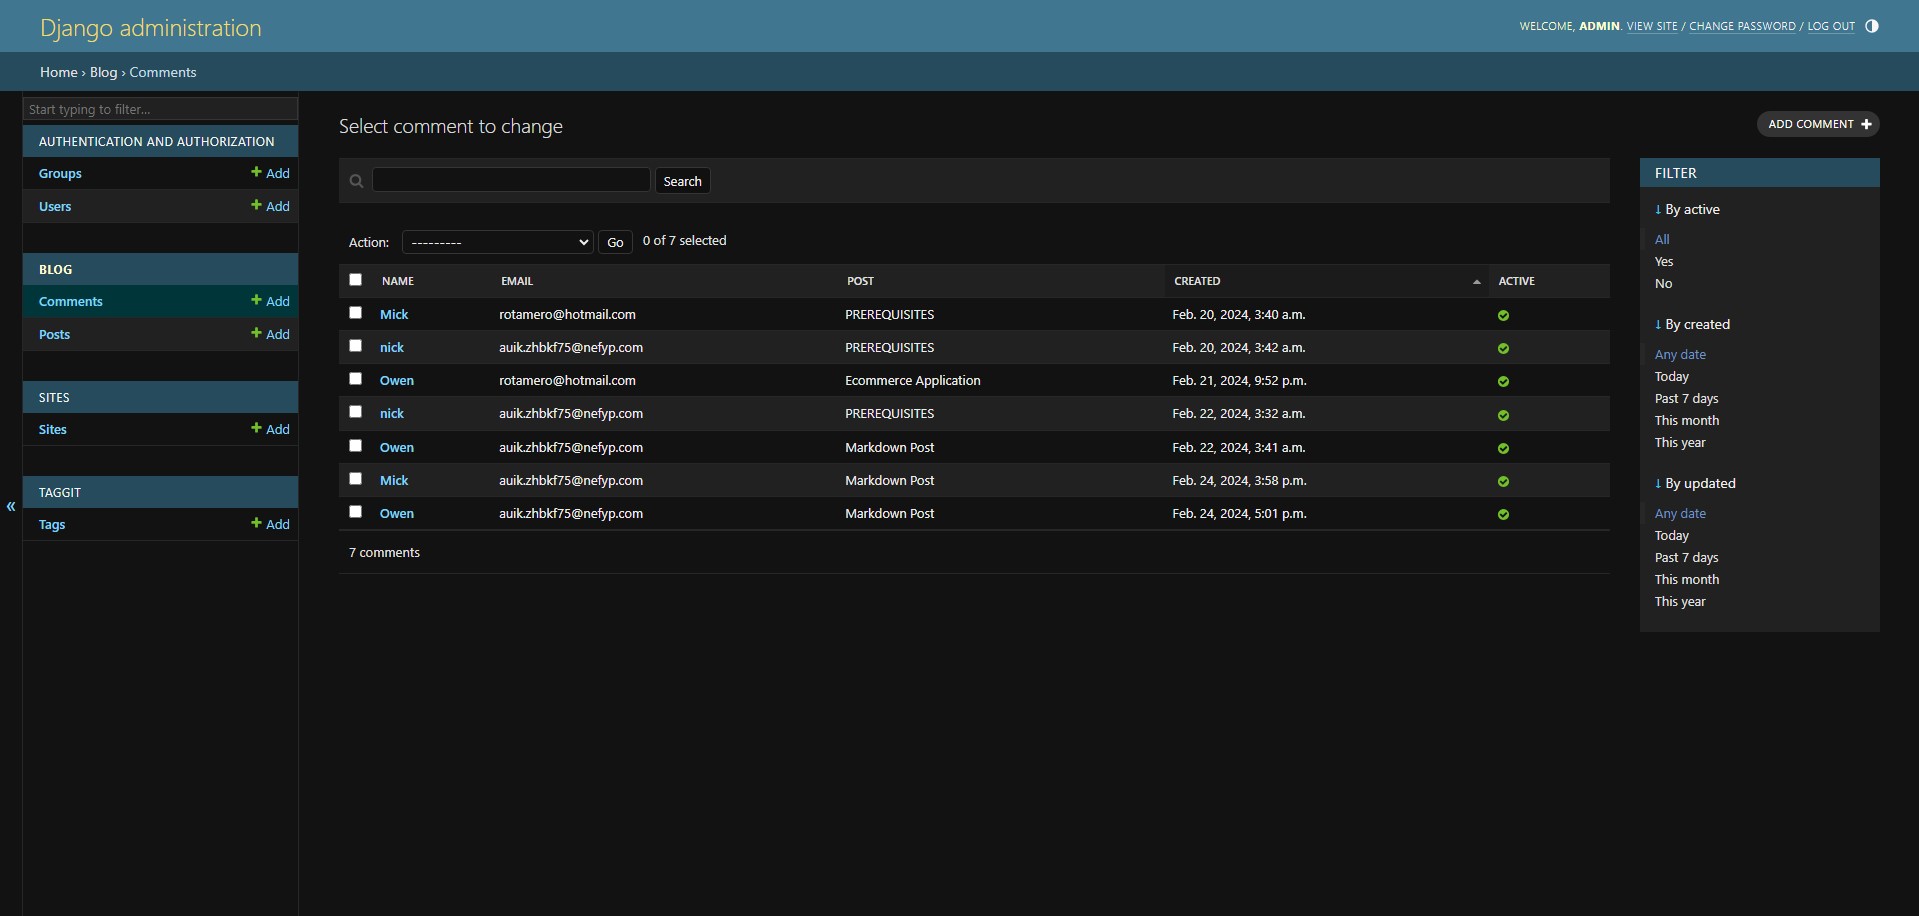 Django administration
WELCOME, ADMIN. VIEW SITE / CHANGE PASSWORD / LOG OUT
Home › Blog › Comments
Start typing to filter...
AUTHENTICATION AND AUTHORIZATION
Groups + Add
Users + Add
BLOG
Comments + Add
Posts + Add
SITES
Sites + Add
TAGGIT
Tags + Add
«
Select comment to change
ADD COMMENT +
Search
Action: --------- Go 0 of 7 selected
NAME EMAIL POST CREATED ACTIVE
Mick rotamero@hotmail.com PREREQUISITES Feb. 20, 2024, 3:40 a.m.
nick auik.zhbkf75@nefyp.com PREREQUISITES Feb. 20, 2024, 3:42 a.m.
Owen rotamero@hotmail.com Ecommerce Application Feb. 21, 2024, 9:52 p.m.
nick auik.zhbkf75@nefyp.com PREREQUISITES Feb. 22, 2024, 3:32 a.m.
Owen auik.zhbkf75@nefyp.com Markdown Post Feb. 22, 2024, 3:41 a.m.
Mick auik.zhbkf75@nefyp.com Markdown Post Feb. 24, 2024, 3:58 p.m.
Owen auik.zhbkf75@nefyp.com Markdown Post Feb. 24, 2024, 5:01 p.m.
7 comments
FILTER
↓ By active
All
Yes
No
↓ By created
Any date
Today
Past 7 days
This month
This year
↓ By updated
Any date
Today
Past 7 days
This month
This year